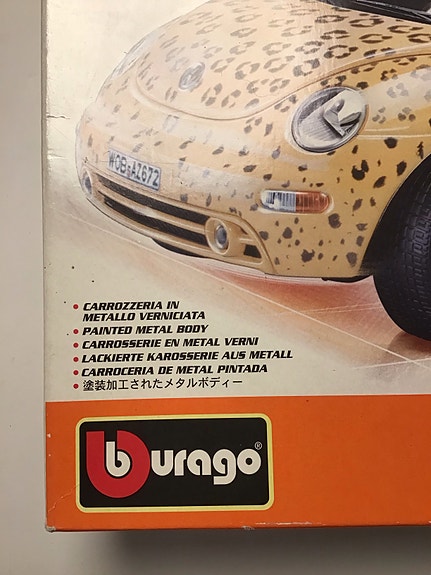 WOB AZ672
• CARROZZERIA IN
METALLO VERNICIATA
• PAINTED METAL BODY
• CARROSSERIE EN METAL VERNI
• LACKIERTE KAROSSERIE AUS METALL
• CARROCERIA DE METAL PINTADA
• 塗装加工されたメタルボディー
burago®